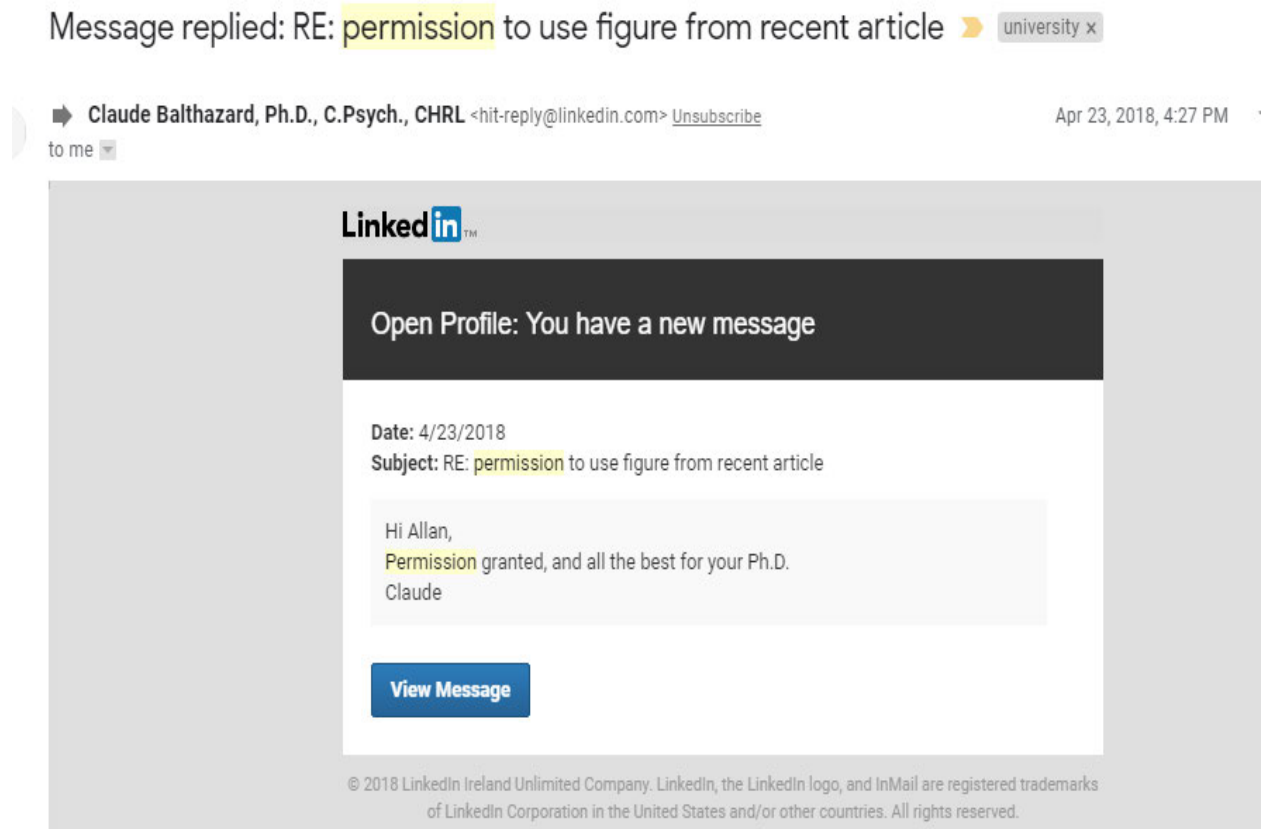 Message replied: RE: permission to use figure from recent article university x
Claude Balthazard, Ph.D., C.Psych., CHRL <hit-reply@linkedin.com> Unsubscribe Apr 23, 2018, 4:27 PM
to me
Linked in TM
Open Profile: You have a new message
Date: 4/23/2018
Subject: RE: permission to use figure from recent article
Hi Allan,
Permission granted, and all the best for your Ph.D.
Claude
View Message
© 2018 LinkedIn Ireland Unlimited Company. LinkedIn, the LinkedIn logo, and InMail are registered trademarks
of LinkedIn Corporation in the United States and/or other countries. All rights reserved.